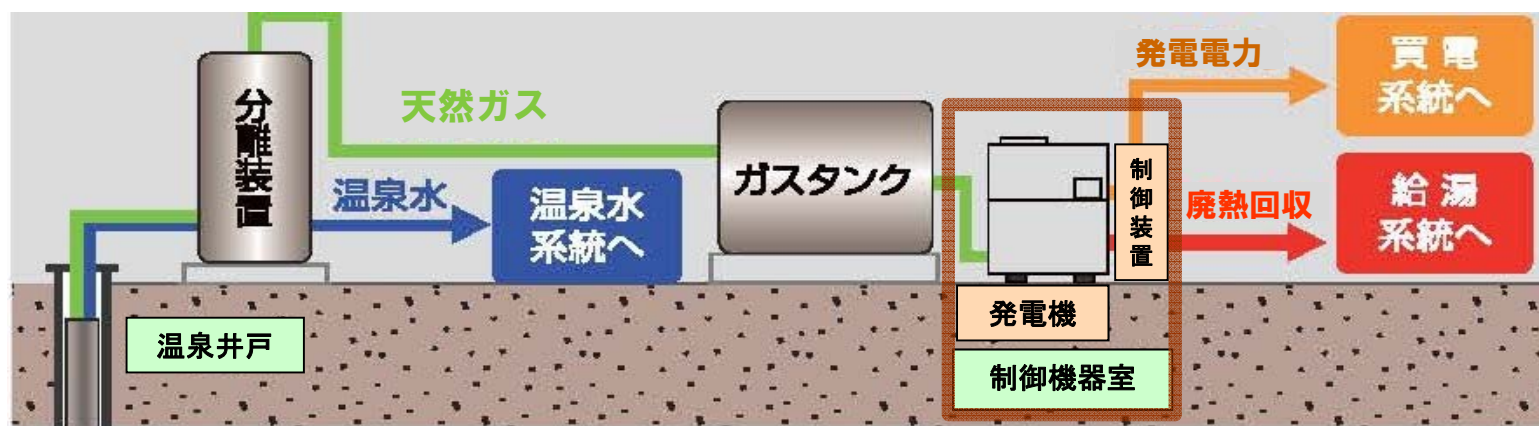 分離装置
天然ガス
温泉水
温泉水
系統へ
温泉井戸
ガスタンク
発電電力
買電
系統へ
制御装置
廃熱回収
給湯
系統へ
発電機
制御機器室